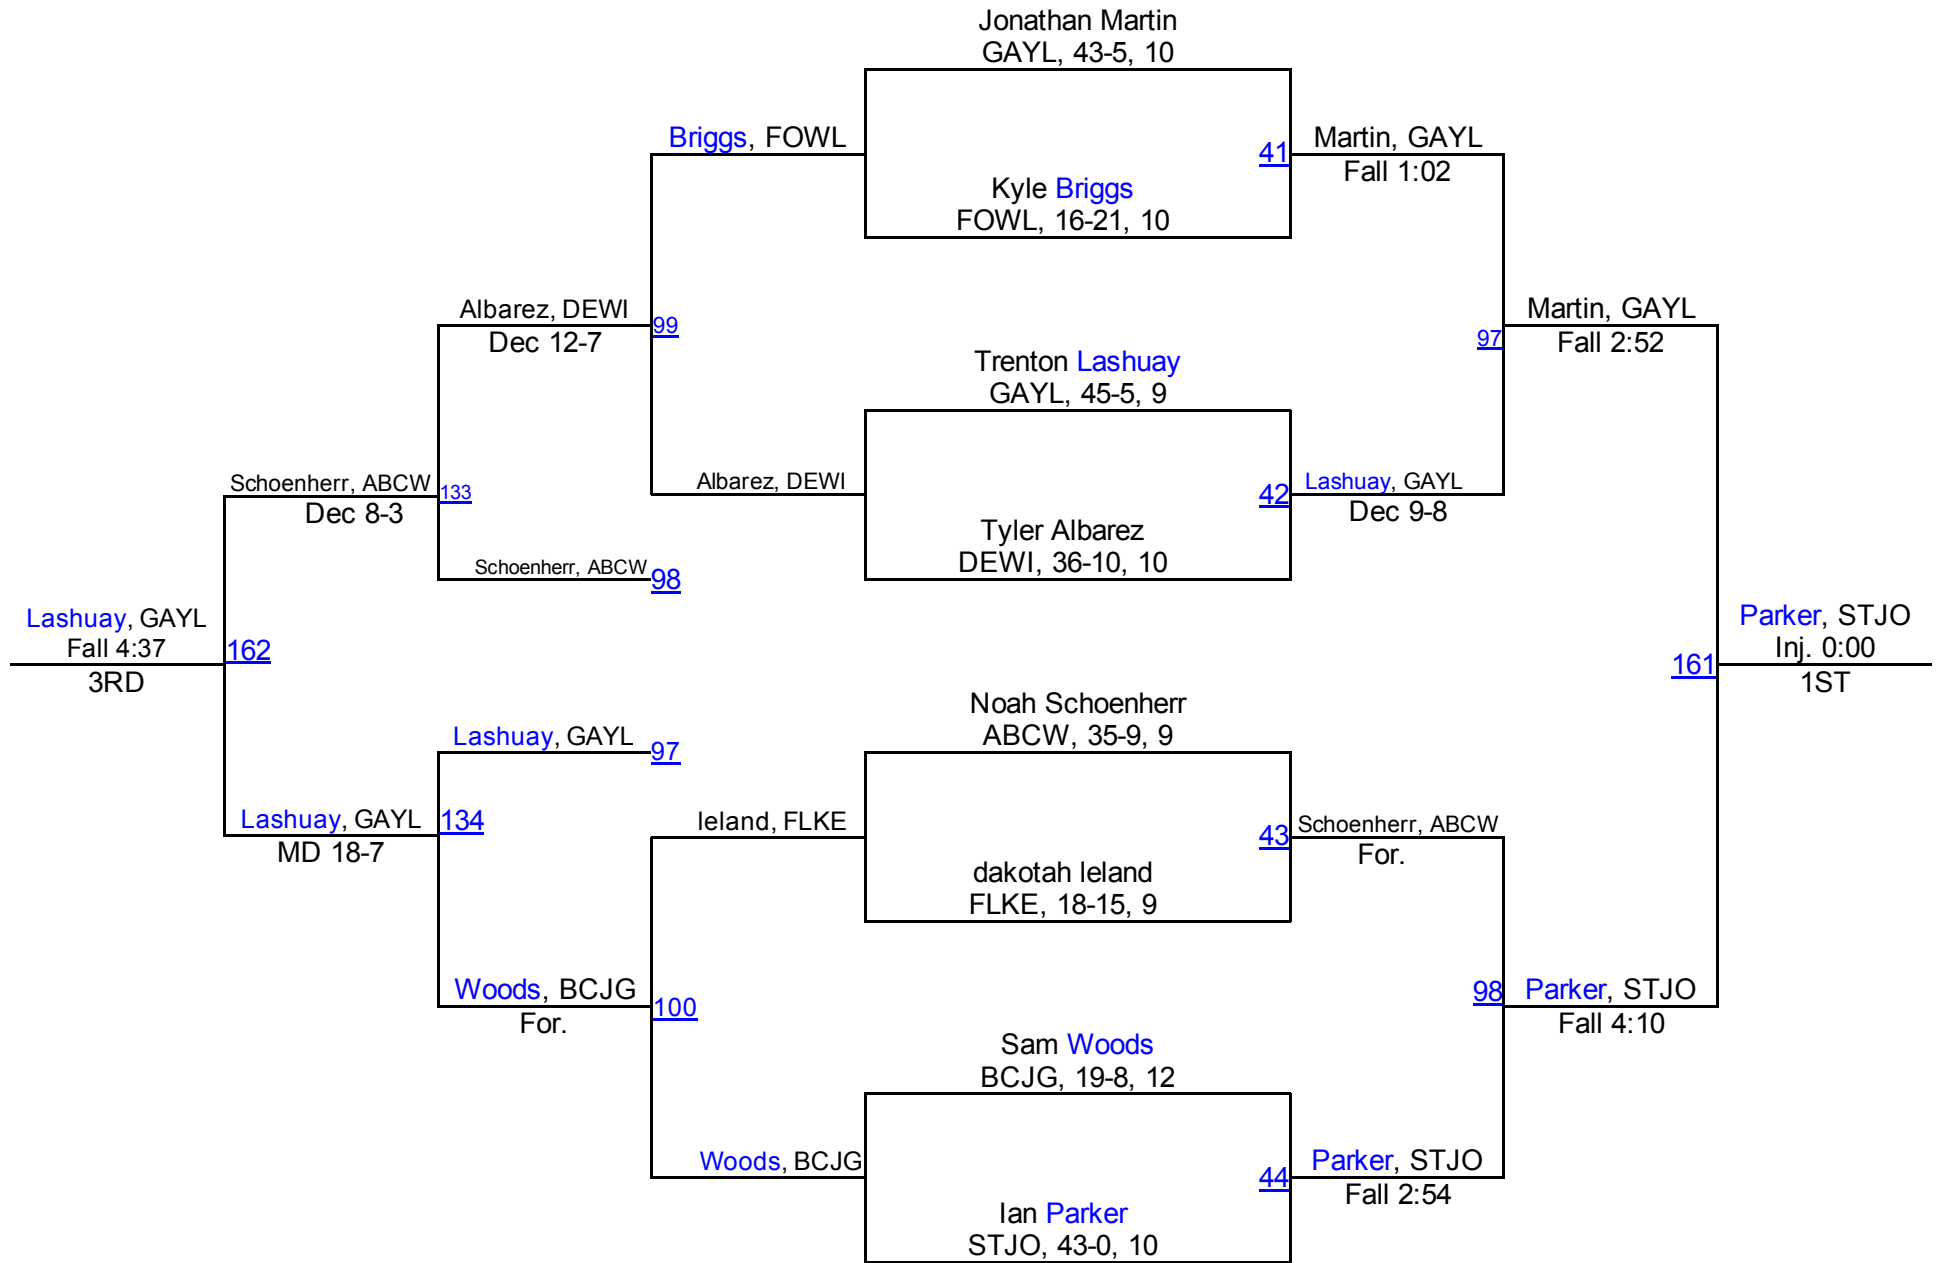 Jonathan Martin
GAYL, 43-5, 10
Briggs, FOWL
41
Martin, GAYL
Fall 1:02
Kyle Briggs
FOWL, 16-21, 10
Albarez, DEWI
Dec 12-7
99
Martin, GAYL
Fall 2:52
97
Trenton Lashuay
GAYL, 45-5, 9
Schoenherr, ABCW
Dec 8-3
133
Albarez, DEWI
42
Lashuay, GAYL
Dec 9-8
Tyler Albarez
DEWI, 36-10, 10
Schoenherr, ABCW
98
Lashuay, GAYL
Fall 4:37
3RD
162
161
Parker, STJO
Inj. 0:00
1ST
Noah Schoenherr
ABCW, 35-9, 9
Lashuay, GAYL
97
Lashuay, GAYL
MD 18-7
134
leland, FLKE
43
Schoenherr, ABCW
For.
dakotah leland
FLKE, 18-15, 9
Woods, BCJG
For.
100
98
Parker, STJO
Fall 4:10
Sam Woods
BCJG, 19-8, 12
Woods, BCJG
44
Parker, STJO
Fall 2:54
Ian Parker
STJO, 43-0, 10